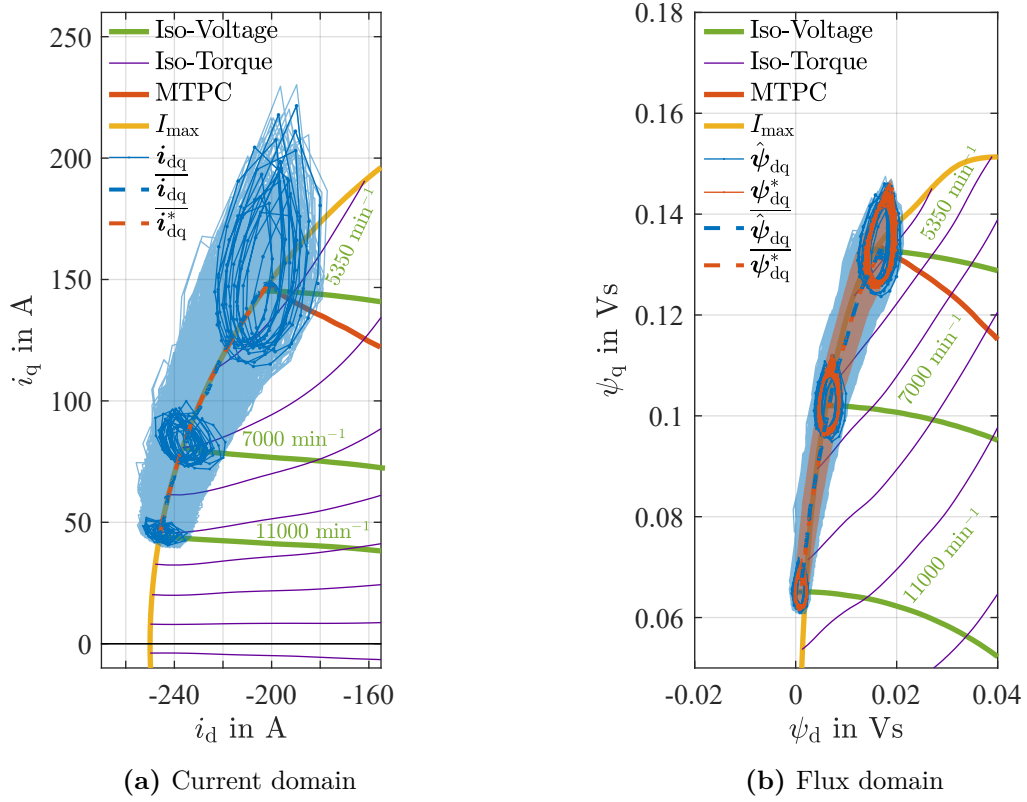 250
200
150
100
50
0
i_q in A
Iso-Voltage
Iso-Torque
MTPC
I_max
i_dq
i̅_dq
i̅*_dq
5350 min⁻¹
7000 min⁻¹
11000 min⁻¹
-240 -200 -160
i_d in A
(a) Current domain
0.18
0.16
0.14
0.12
0.1
0.08
0.06
ψ_q in Vs
Iso-Voltage
Iso-Torque
MTPC
I_max
ψ̂_dq
ψ*_dq
ψ̂̅_dq
ψ̅*_dq
5350 min⁻¹
7000 min⁻¹
11000 min⁻¹
-0.02 0 0.02 0.04
ψ_d in Vs
(b) Flux domain